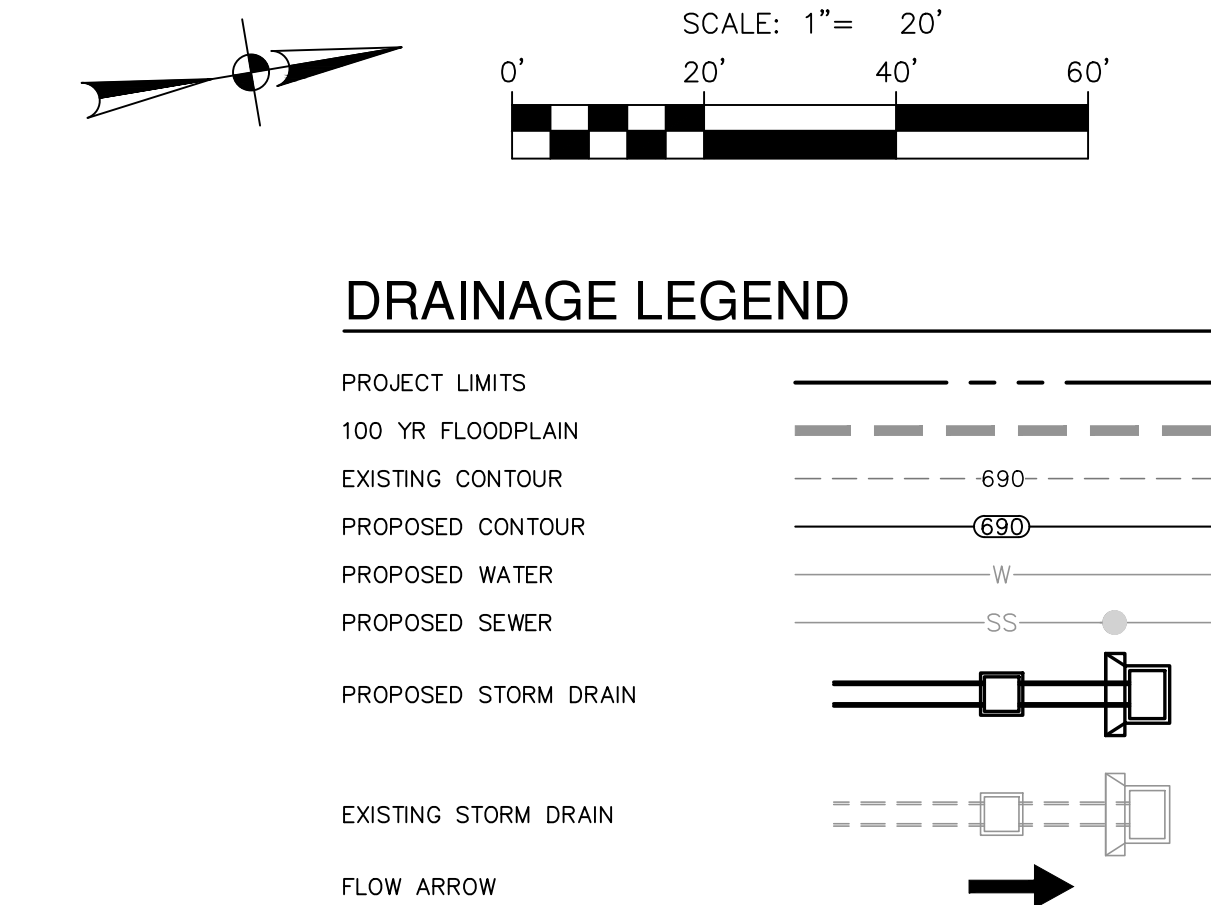 SCALE: 1”= 20’
0’ 20’ 40’ 60’
DRAINAGE LEGEND
PROJECT LIMITS
100 YR FLOODPLAIN
EXISTING CONTOUR 690
PROPOSED CONTOUR 690
PROPOSED WATER W
PROPOSED SEWER SS
PROPOSED STORM DRAIN
EXISTING STORM DRAIN
FLOW ARROW